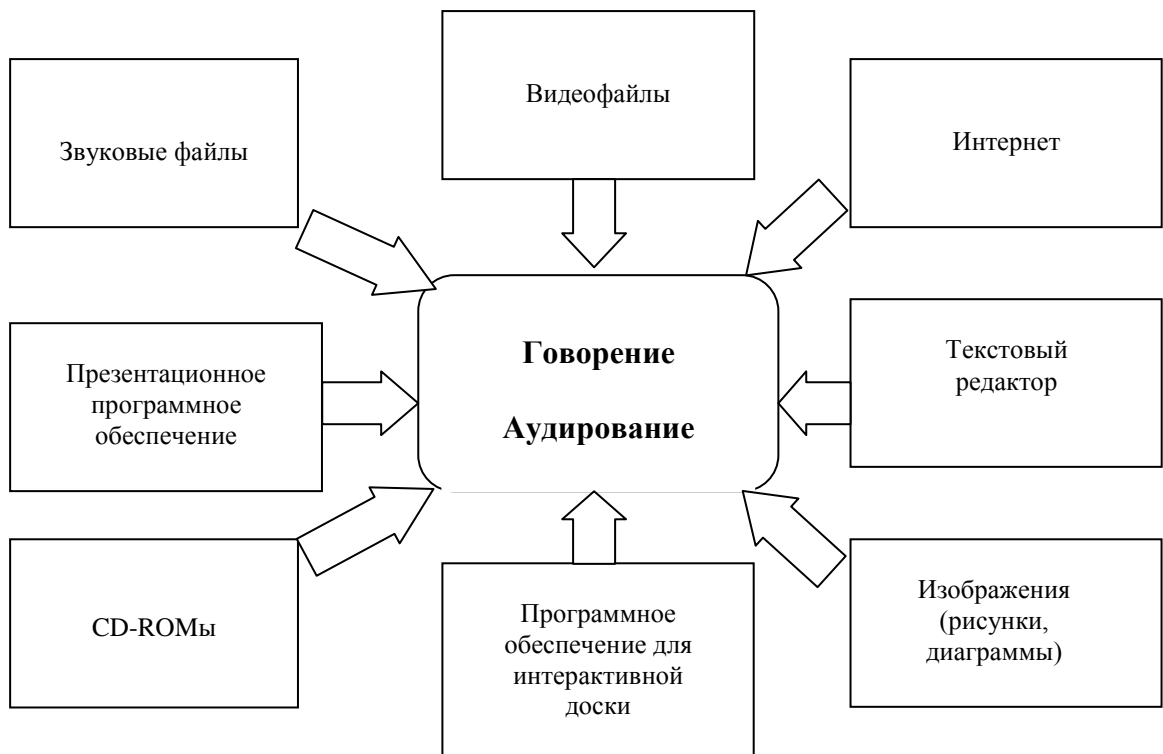 Видеофайлы
Звуковые файлы
Интернет
Говорение
Аудирование
Презентационное
программное
обеспечение
Текстовый
редактор
CD-ROMы
Программное
обеспечение для
интерактивной
доски
Изображения
(рисунки,
диаграммы)